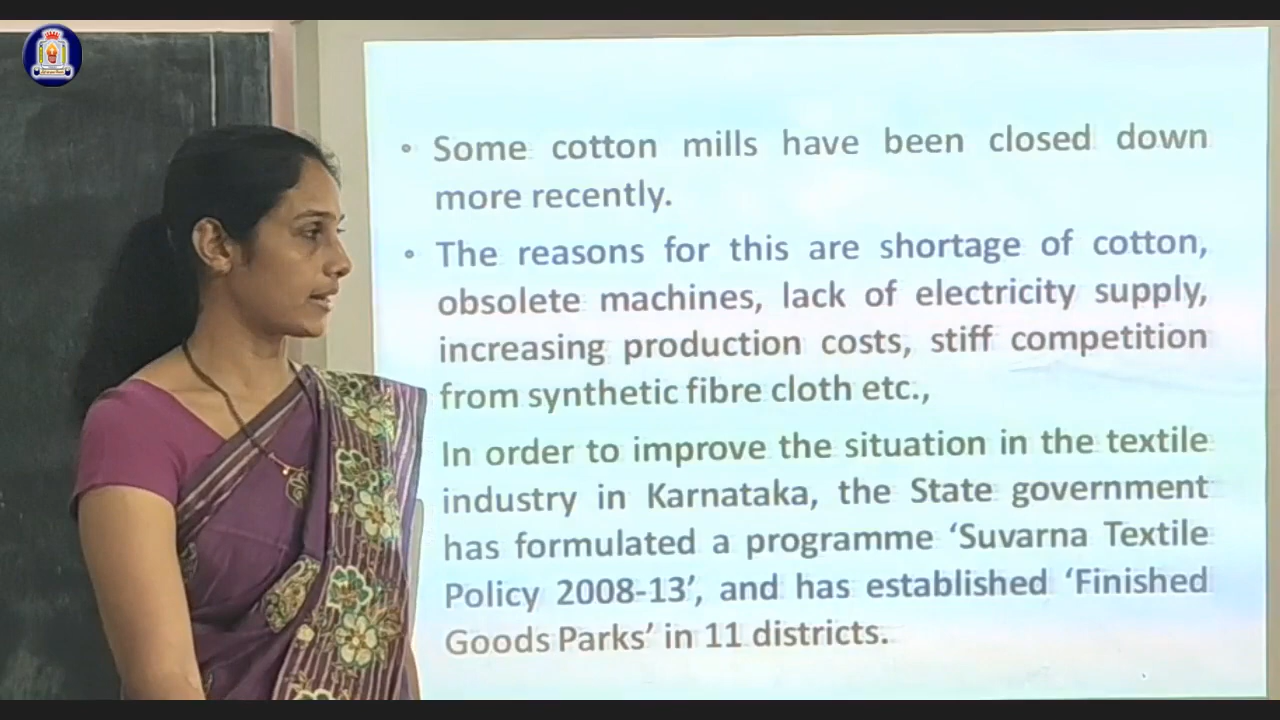 • Some cotton mills have been closed down
more recently.
• The reasons for this are shortage of cotton,
obsolete machines, lack of electricity supply,
increasing production costs, stiff competition
from synthetic fibre cloth etc.,
In order to improve the situation in the textile
industry in Karnataka, the State government
has formulated a programme ‘Suvarna Textile
Policy 2008-13’, and has established ‘Finished
Goods Parks’ in 11 districts.